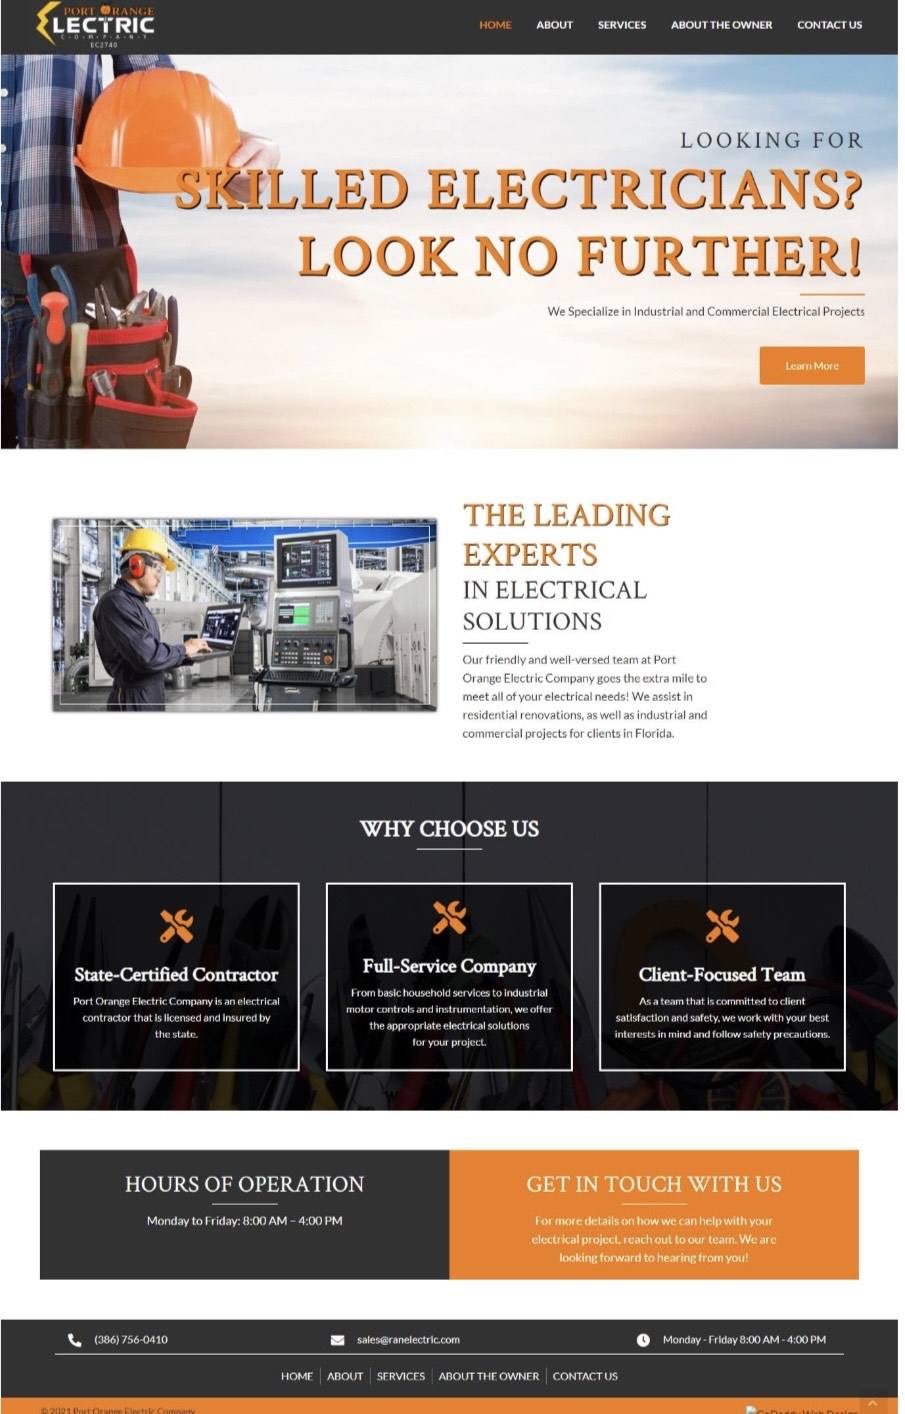 PORT ORANGE
ELECTRIC
C·O·M·P·A·N·Y
EC2740
HOME ABOUT SERVICES ABOUT THE OWNER CONTACT US
LOOKING FOR
SKILLED ELECTRICIANS?
LOOK NO FURTHER!
We Specialize in Industrial and Commercial Electrical Projects
Learn More
THE LEADING
EXPERTS
IN ELECTRICAL
SOLUTIONS
Our friendly and well-versed team at Port
Orange Electric Company goes the extra mile to
meet all of your electrical needs! We assist in
residential renovations, as well as industrial and
commercial projects for clients in Florida.
WHY CHOOSE US
State-Certified Contractor
Port Orange Electric Company is an electrical
contractor that is licensed and insured by
the state.
Full-Service Company
From basic household services to industrial
motor controls and instrumentation, we offer
the appropriate electrical solutions
for your project.
Client-Focused Team
As a team that is committed to client
satisfaction and safety, we work with your best
interests in mind and follow safety precautions.
HOURS OF OPERATION
Monday to Friday: 8:00 AM – 4:00 PM
GET IN TOUCH WITH US
For more details on how we can help with your
electrical project, reach out to our team. We are
looking forward to hearing from you!
(386) 756-0410
sales@ranelectric.com
Monday - Friday 8:00 AM - 4:00 PM
HOME ABOUT SERVICES ABOUT THE OWNER CONTACT US
© 2021 Port Orange Electric Company
GoDaddy Web Design